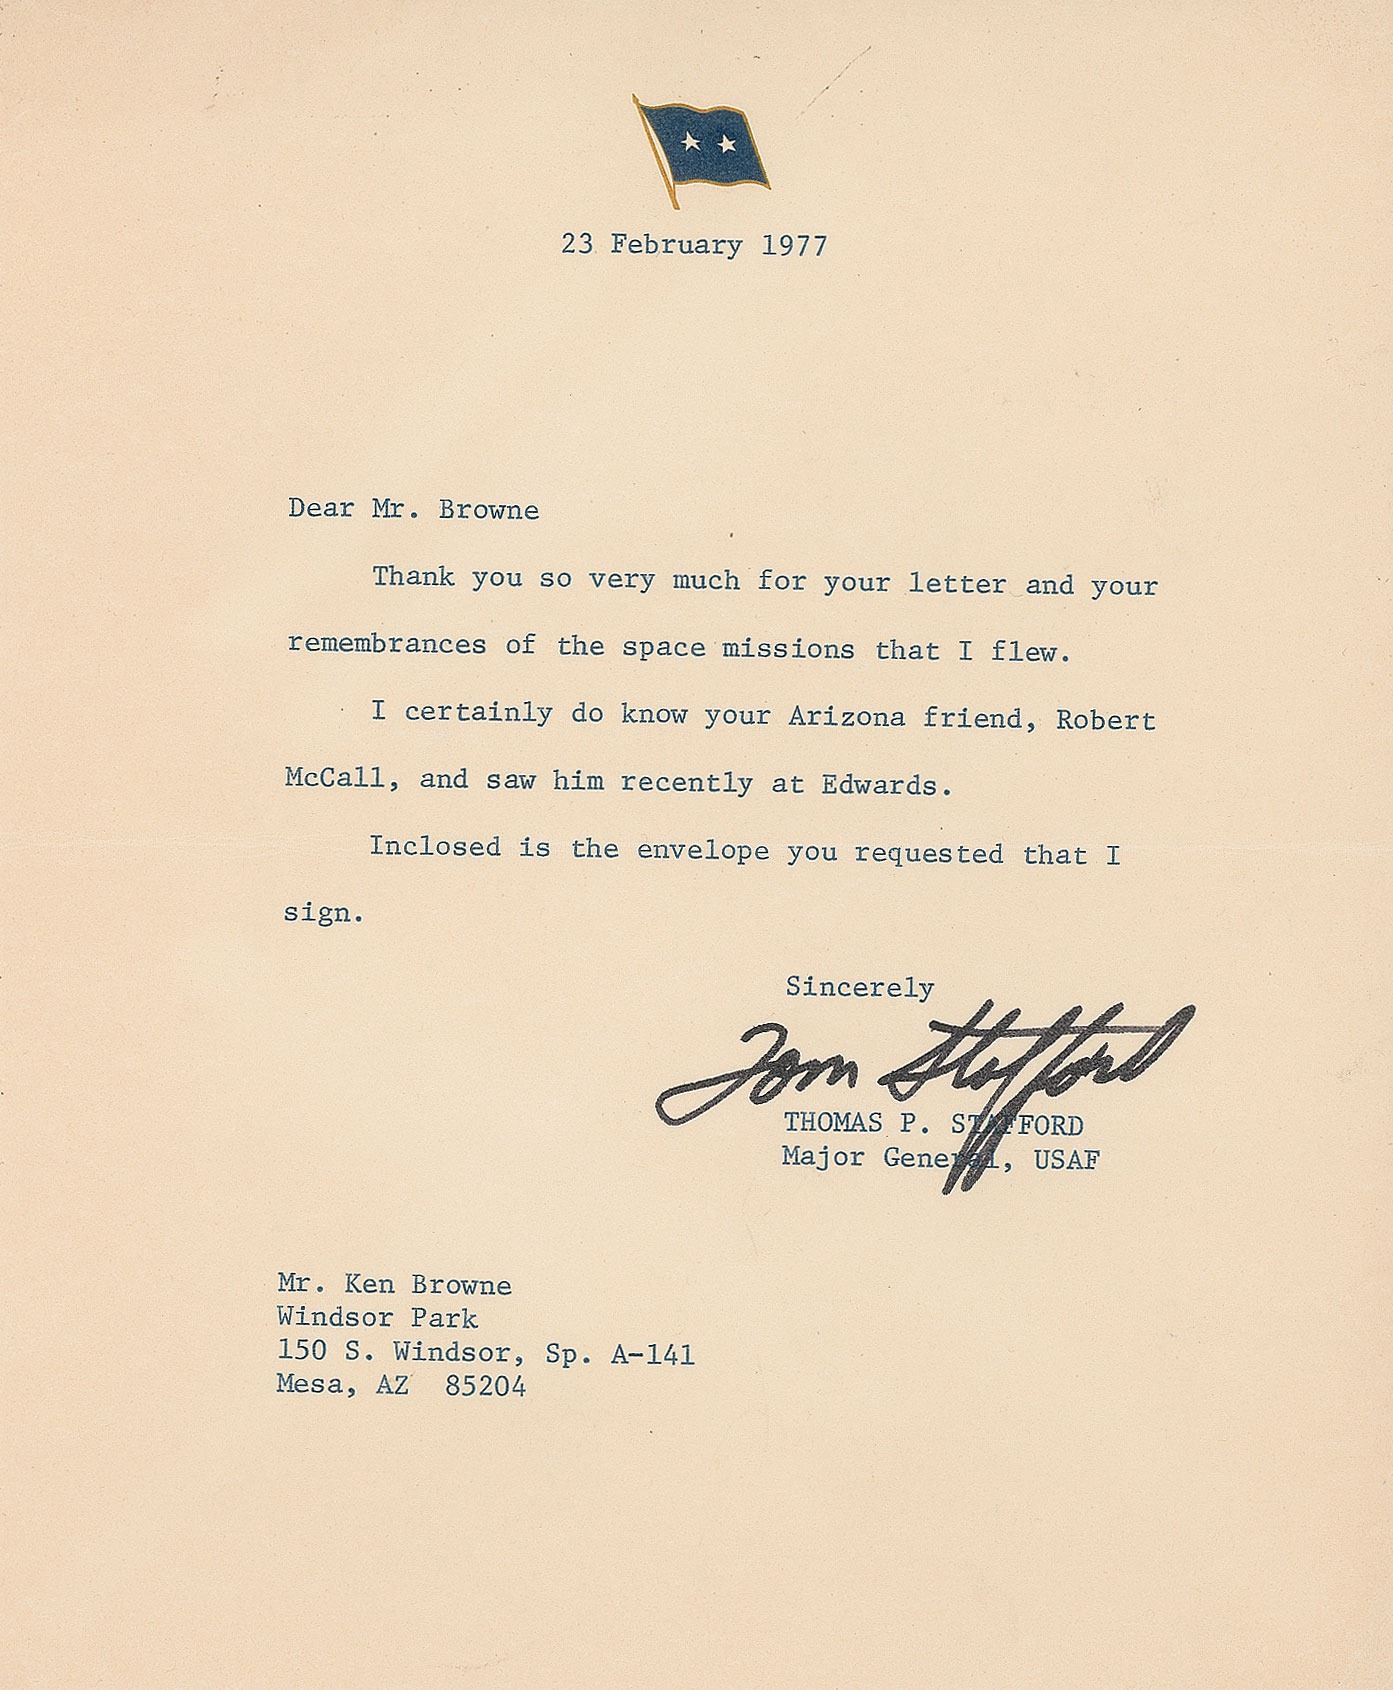 23 February 1977
Dear Mr. Browne
Thank you so very much for your letter and your
remembrances of the space missions that I flew.
I certainly do know your Arizona friend, Robert
McCall, and saw him recently at Edwards.
Inclosed is the envelope you requested that I
sign.
Sincerely
Tom Stafford
THOMAS P. STAFFORD
Major General, USAF
Mr. Ken Browne
Windsor Park
150 S. Windsor, Sp. A-141
Mesa, AZ  85204